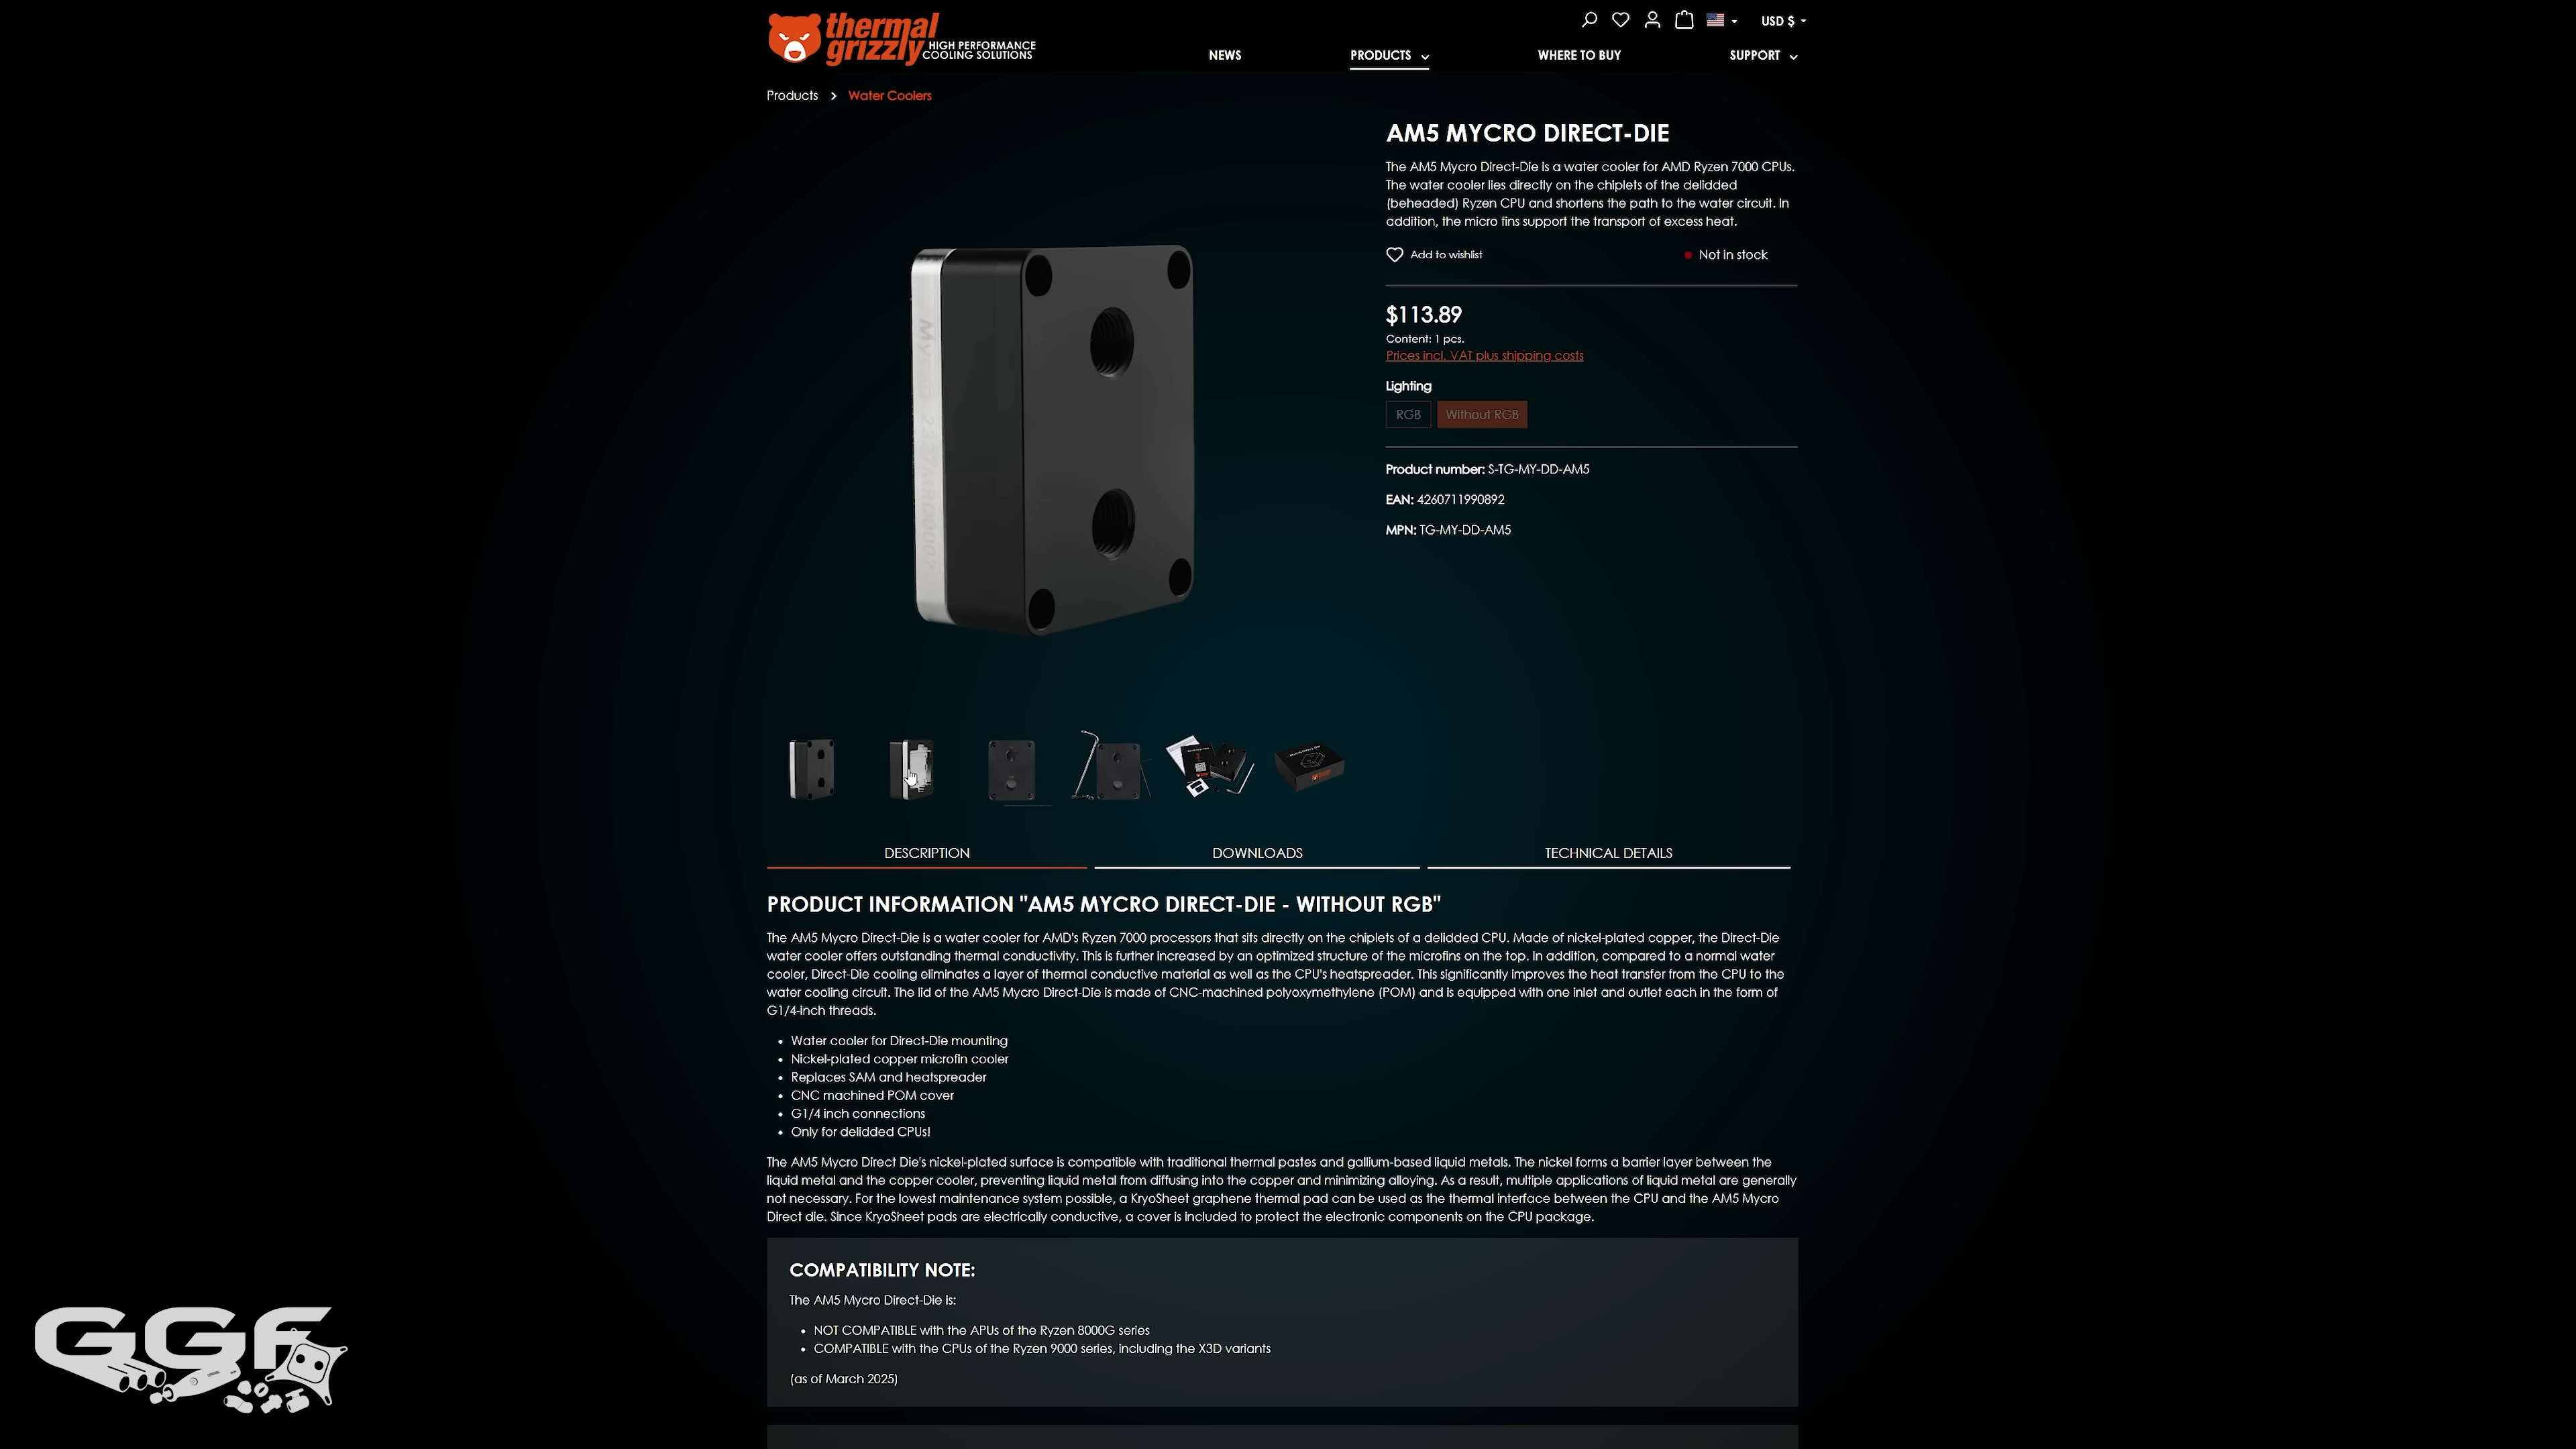 thermal
grizzly
HIGH PERFORMANCE
COOLING SOLUTIONS
USD $
NEWS
PRODUCTS
WHERE TO BUY
SUPPORT
Products > Water Coolers
AM5 MYCRO DIRECT-DIE
The AM5 Mycro Direct-Die is a water cooler for AMD Ryzen 7000 CPUs.
The water cooler lies directly on the chiplets of the delidded
(beheaded) Ryzen CPU and shortens the path to the water circuit. In
addition, the micro fins support the transport of excess heat.
Add to wishlist
Not in stock
$113.89
Content: 1 pcs.
Prices incl. VAT plus shipping costs
Lighting
RGB
Without RGB
Product number: S-TG-MY-DD-AM5
EAN: 4260711990892
MPN: TG-MY-DD-AM5
DESCRIPTION
DOWNLOADS
TECHNICAL DETAILS
PRODUCT INFORMATION "AM5 MYCRO DIRECT-DIE - WITHOUT RGB"
The AM5 Mycro Direct-Die is a water cooler for AMD's Ryzen 7000 processors that sits directly on the chiplets of a delidded CPU. Made of nickel-plated copper, the Direct-Die
water cooler offers outstanding thermal conductivity. This is further increased by an optimized structure of the microfins on the top. In addition, compared to a normal water
cooler, Direct-Die cooling eliminates a layer of thermal conductive material as well as the CPU's heatspreader. This significantly improves the heat transfer from the CPU to the
water cooling circuit. The lid of the AM5 Mycro Direct-Die is made of CNC-machined polyoxymethylene (POM) and is equipped with one inlet and outlet each in the form of
G1/4-inch threads.
• Water cooler for Direct-Die mounting
• Nickel-plated copper microfin cooler
• Replaces SAM and heatspreader
• CNC machined POM cover
• G1/4 inch connections
• Only for delidded CPUs!
The AM5 Mycro Direct Die's nickel-plated surface is compatible with traditional thermal pastes and gallium-based liquid metals. The nickel forms a barrier layer between the
liquid metal and the copper cooler, preventing liquid metal from diffusing into the copper and minimizing alloying. As a result, multiple applications of liquid metal are generally
not necessary. For the lowest maintenance system possible, a KryoSheet graphene thermal pad can be used as the thermal interface between the CPU and the AM5 Mycro
Direct die. Since KryoSheet pads are electrically conductive, a cover is included to protect the electronic components on the CPU package.
COMPATIBILITY NOTE:
The AM5 Mycro Direct-Die is:
• NOT COMPATIBLE with the APUs of the Ryzen 8000G series
• COMPATIBLE with the CPUs of the Ryzen 9000 series, including the X3D variants
(as of March 2025)
GGF